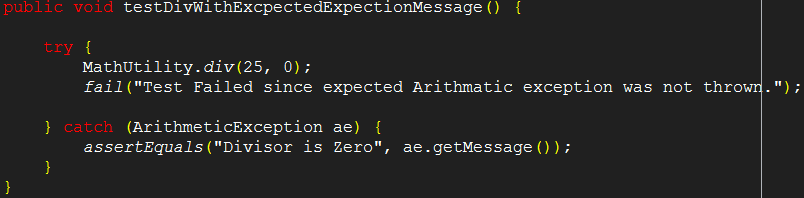 public void testDivWithExcpectedExpectionMessage() {
try {
MathUtility.div(25, 0);
fail("Test Failed since expected Arithmatic exception was not thrown.");
} catch (ArithmeticException ae) {
assertEquals("Divisor is Zero", ae.getMessage());
}
}